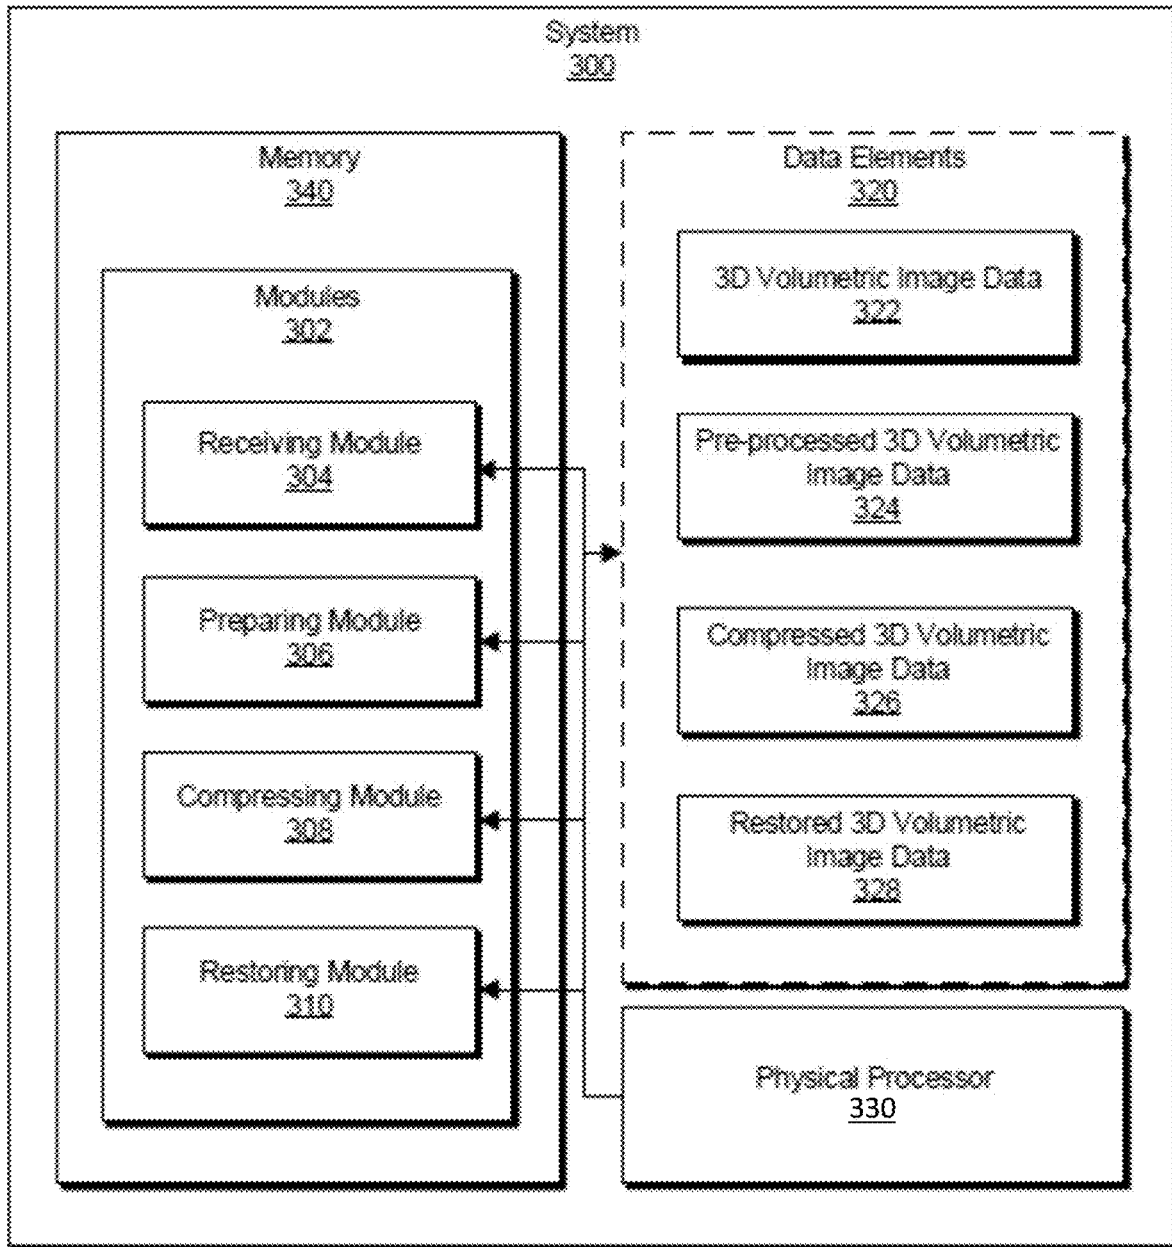 System
300
Memory
340
Modules
302
Receiving Module
304
Preparing Module
306
Compressing Module
308
Restoring Module
310
Data Elements
320
3D Volumetric Image Data
322
Pre-processed 3D Volumetric
Image Data
324
Compressed 3D Volumetric
Image Data
326
Restored 3D Volumetric
Image Data
328
Physical Processor
330